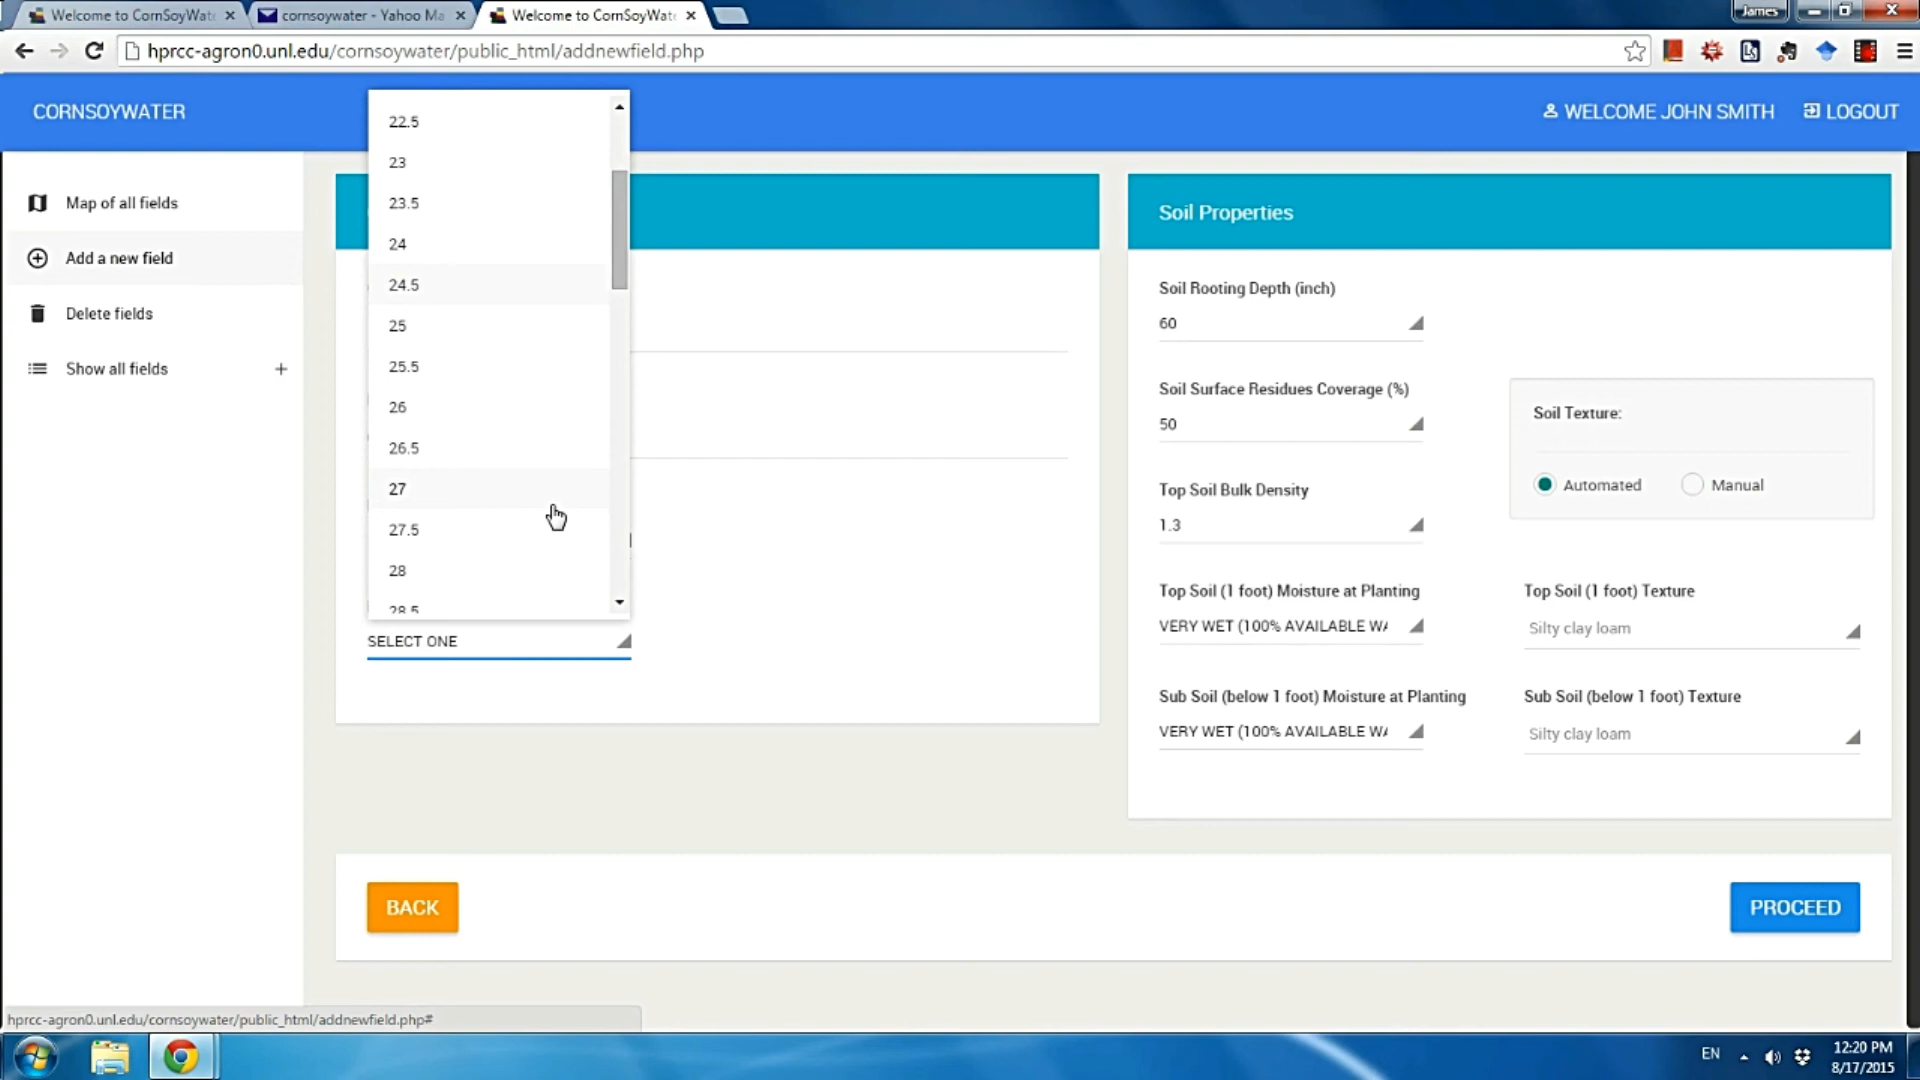 Welcome to CornSoyWate
cornsoywater - Yahoo Ma
Welcome to CornSoyWate
James
hprcc-agron0.unl.edu/cornsoywater/public_html/addnewfield.php
CORNSOYWATER
WELCOME JOHN SMITH
LOGOUT
Map of all fields
Add a new field
Delete fields
Show all fields
22.5
23
23.5
24
24.5
25
25.5
26
26.5
27
27.5
28
28.5
SELECT ONE
Soil Properties
Soil Rooting Depth (inch)
60
Soil Surface Residues Coverage (%)
50
Soil Texture:
Automated
Manual
Top Soil Bulk Density
1.3
Top Soil (1 foot) Moisture at Planting
VERY WET (100% AVAILABLE WA
Top Soil (1 foot) Texture
Silty clay loam
Sub Soil (below 1 foot) Moisture at Planting
VERY WET (100% AVAILABLE WA
Sub Soil (below 1 foot) Texture
Silty clay loam
BACK
PROCEED
hprcc-agron0.unl.edu/cornsoywater/public_html/addnewfield.php#
EN
12:20 PM
8/17/2015